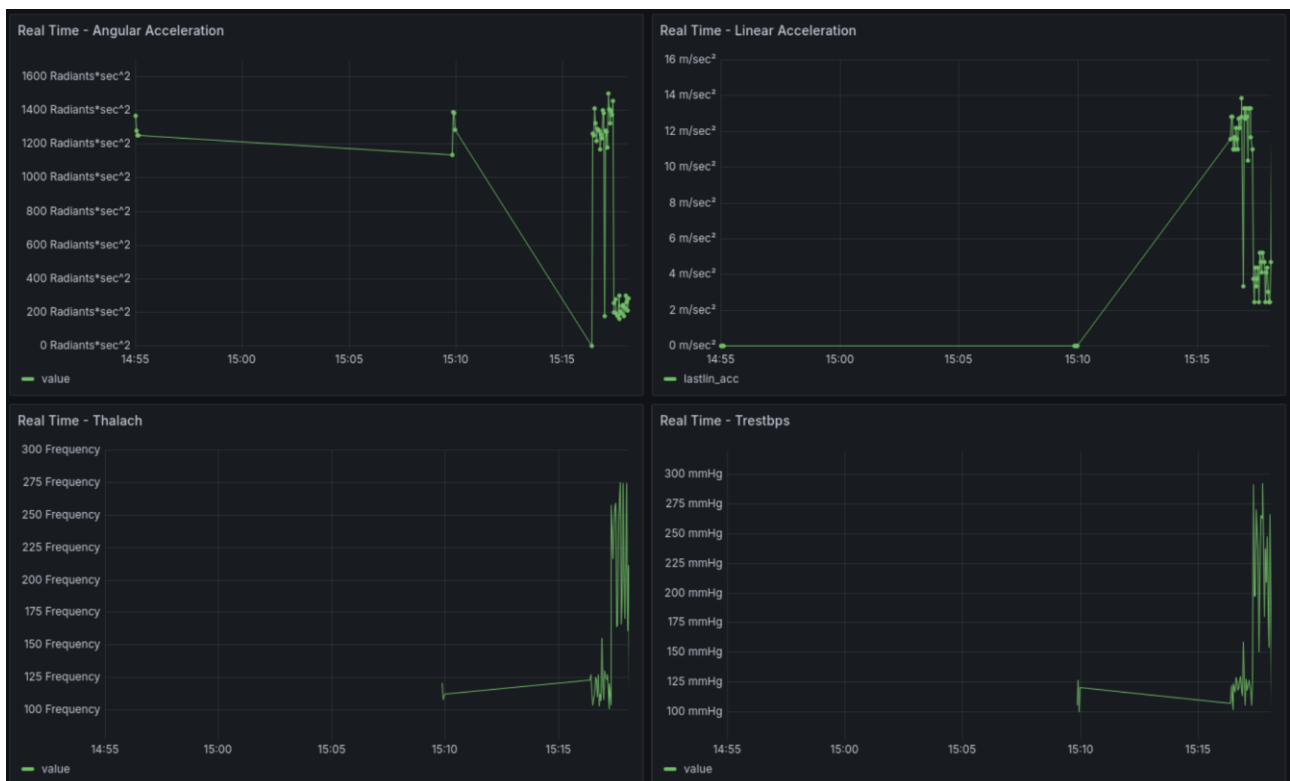 Real Time - Angular Acceleration
1600 Radiants*sec^2
1400 Radiants*sec^2
1200 Radiants*sec^2
1000 Radiants*sec^2
800 Radiants*sec^2
600 Radiants*sec^2
400 Radiants*sec^2
200 Radiants*sec^2
0 Radiants*sec^2
14:55 15:00 15:05 15:10 15:15
value
Real Time - Linear Acceleration
16 m/sec²
14 m/sec²
12 m/sec²
10 m/sec²
8 m/sec²
6 m/sec²
4 m/sec²
2 m/sec²
0 m/sec²
14:55 15:00 15:05 15:10 15:15
lastlin_acc
Real Time - Thalach
300 Frequency
275 Frequency
250 Frequency
225 Frequency
200 Frequency
175 Frequency
150 Frequency
125 Frequency
100 Frequency
14:55 15:00 15:05 15:10 15:15
value
Real Time - Trestbps
300 mmHg
275 mmHg
250 mmHg
225 mmHg
200 mmHg
175 mmHg
150 mmHg
125 mmHg
100 mmHg
14:55 15:00 15:05 15:10 15:15
value